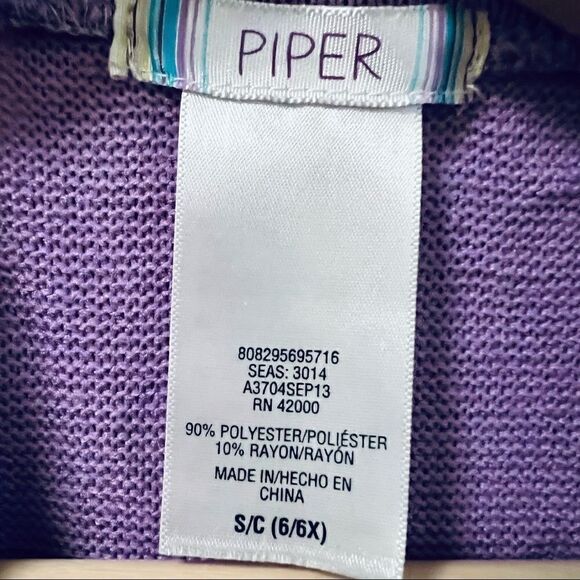 PIPER
808295695716
SEAS: 3014
A3704SEP13
RN 42000
90% POLYESTER/POLIÉSTER
10% RAYON/RAYÓN
MADE IN/HECHO EN
CHINA
S/C (6/6X)